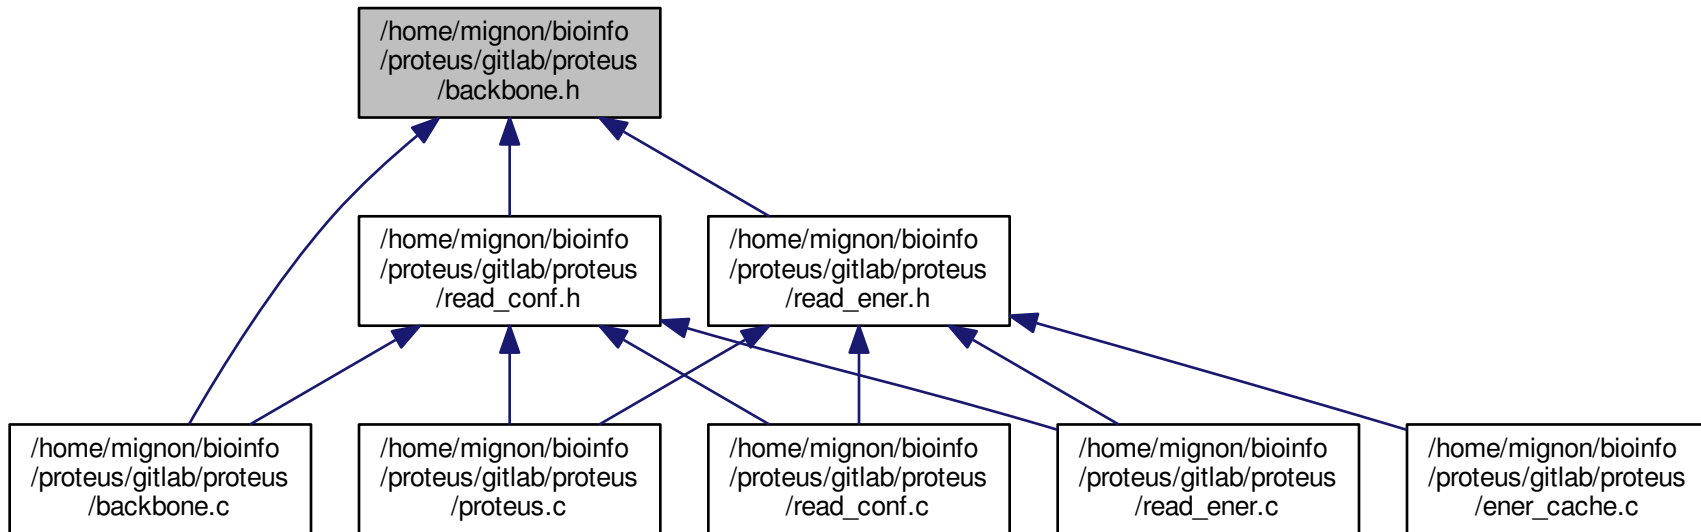 /home/mignon/bioinfo
/proteus/gitlab/proteus
/backbone.h
/home/mignon/bioinfo
/proteus/gitlab/proteus
/read_conf.h
/home/mignon/bioinfo
/proteus/gitlab/proteus
/read_ener.h
/home/mignon/bioinfo
/proteus/gitlab/proteus
/backbone.c
/home/mignon/bioinfo
/proteus/gitlab/proteus
/proteus.c
/home/mignon/bioinfo
/proteus/gitlab/proteus
/read_conf.c
/home/mignon/bioinfo
/proteus/gitlab/proteus
/read_ener.c
/home/mignon/bioinfo
/proteus/gitlab/proteus
/ener_cache.c